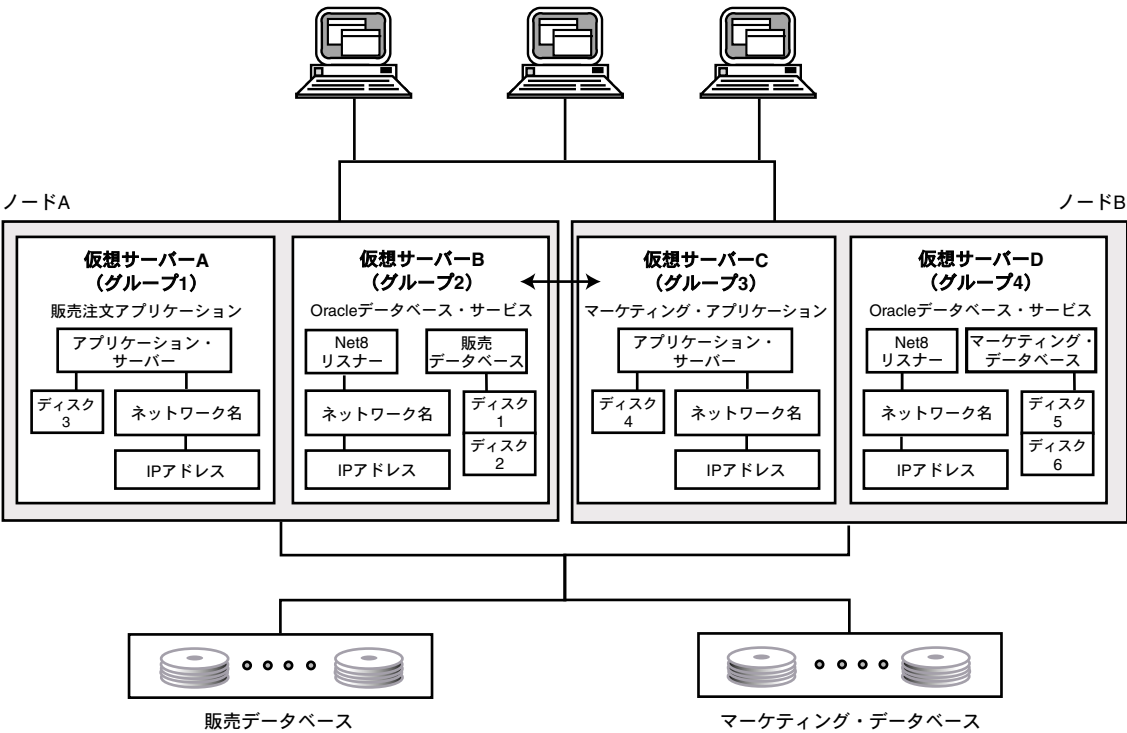 ノードA
ノードB
仮想サーバーA
（グループ1）
販売注文アプリケーション
アプリケーション・
サーバー
ディスク
3
ネットワーク名
IPアドレス
仮想サーバーB
（グループ2）
Oracleデータベース・サービス
Net8
リスナー
販売
データベース
ネットワーク名
ディスク
1
ディスク
2
IPアドレス
仮想サーバーC
（グループ3）
マーケティング・アプリケーション
アプリケーション・
サーバー
ディスク
4
ネットワーク名
IPアドレス
仮想サーバーD
（グループ4）
Oracleデータベース・サービス
Net8
リスナー
マーケティング・
データベース
ネットワーク名
ディスク
5
ディスク
6
IPアドレス
販売データベース
マーケティング・データベース